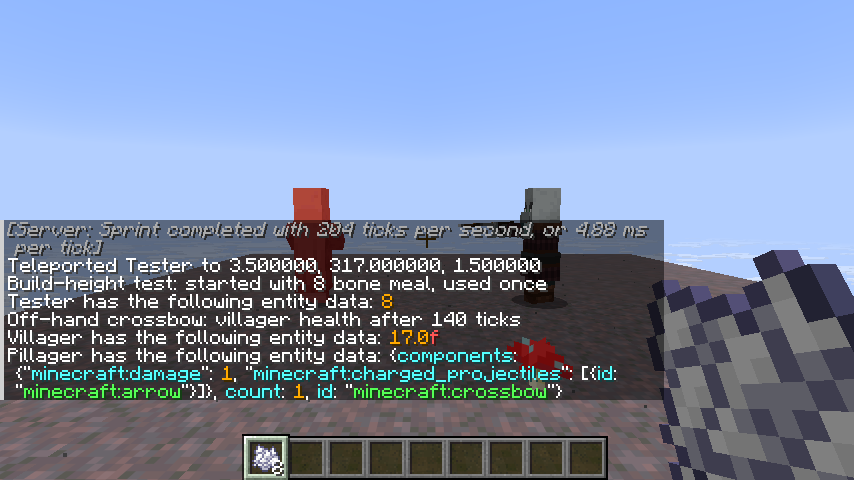 [Server: Sprint completed with 204 ticks per second, or 4.88 ms
per tick]
Teleported Tester to 3.500000, 317.000000, 1.500000
Build-height test: started with 8 bone meal, used once
Tester has the following entity data: 8
Off-hand crossbow: villager health after 140 ticks
Villager has the following entity data: 17.0f
Pillager has the following entity data: {components:
{"minecraft:damage": 1, "minecraft:charged_projectiles": [{id:
"minecraft:arrow"}]}, count: 1, id: "minecraft:crossbow"}
8